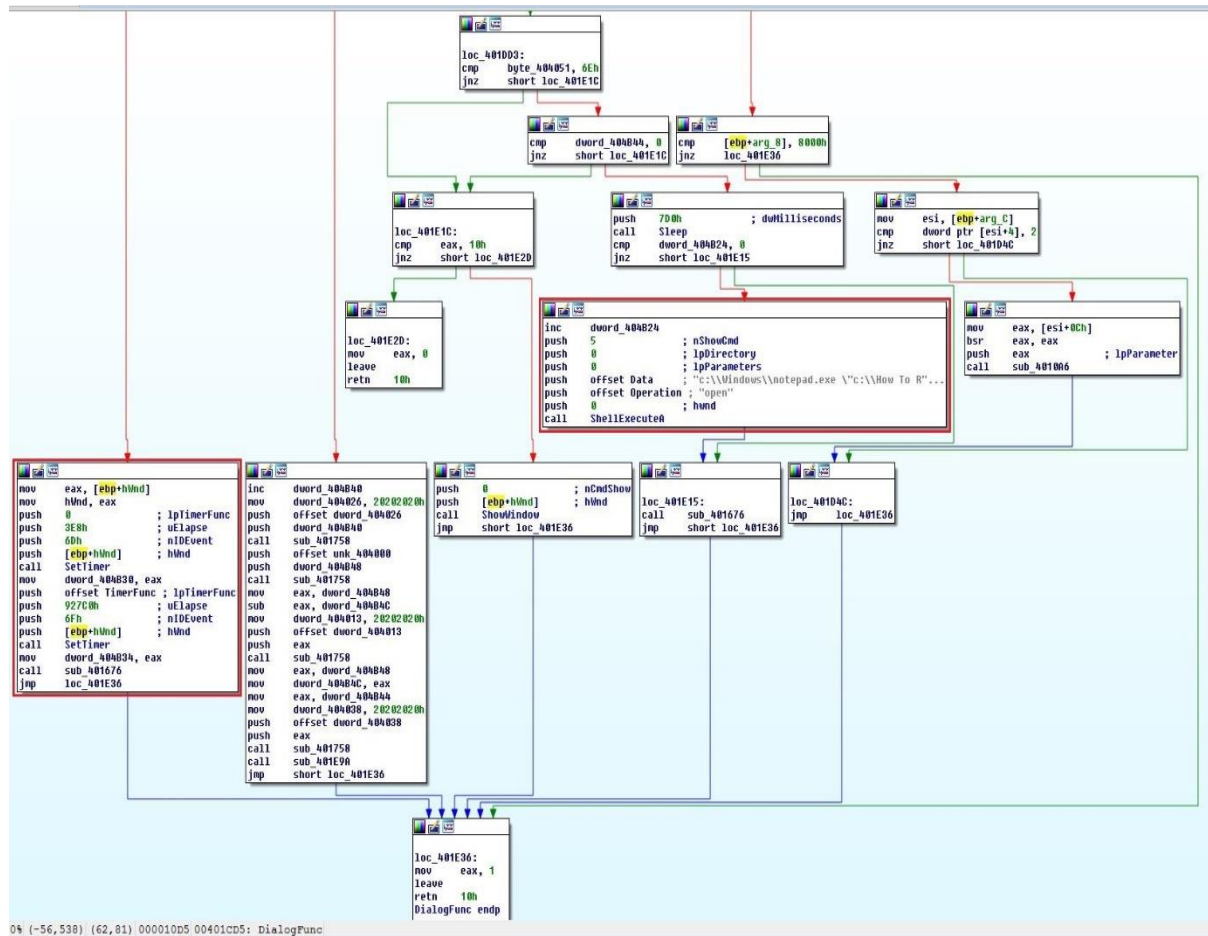 loc_401DD3:
cmp byte_404051, 6Eh
jnz short loc_401E1C
cmp dword_404B44, 0
jnz short loc_401E1C
cmp [ebp+arg_8], 8000h
jnz loc_401E36
loc_401E1C:
cmp eax, 10h
jnz short loc_401E2D
push 7D0h ; dwMilliseconds
call Sleep
cmp dword_404B24, 0
jnz short loc_401E15
mov esi, [ebp+arg_C]
cmp dword ptr [esi+4], 2
jnz short loc_401D4C
loc_401E2D:
mov eax, 0
leave
retn 10h
inc dword_404B24
push 5 ; nShowCmd
push 0 ; lpDirectory
push 0 ; lpParameters
push offset Data ; "c:\\Windows\\notepad.exe \"c:\\How To R"...
push offset Operation ; "open"
push 0 ; hwnd
call ShellExecuteA
mov eax, [esi+0Ch]
bsr eax, eax
push eax ; lpParameter
call sub_4010A6
mov eax, [ebp+hWnd]
mov hWnd, eax
push 0 ; lpTimerFunc
push 3E8h ; uElapse
push 6Dh ; nIDEvent
push [ebp+hWnd] ; hWnd
call SetTimer
mov dword_404B30, eax
push offset TimerFunc ; lpTimerFunc
push 927C0h ; uElapse
push 6Fh ; nIDEvent
push [ebp+hWnd] ; hWnd
call SetTimer
mov dword_404B34, eax
call sub_401676
jmp loc_401E36
inc dword_404B40
mov dword_404026, 20202020h
push offset dword_404026
push dword_404B40
call sub_401758
push offset unk_404000
push dword_404B48
call sub_401758
mov eax, dword_404B48
sub eax, dword_404B4C
mov dword_404013, 20202020h
push offset dword_404013
push eax
call sub_401758
mov eax, dword_404B48
mov dword_404B4C, eax
mov eax, dword_404B44
mov dword_404038, 20202020h
push offset dword_404038
push eax
call sub_401758
call sub_401E9A
jmp short loc_401E36
push 0 ; nCmdShow
push [ebp+hWnd] ; hWnd
call ShowWindow
jmp short loc_401E36
loc_401E15:
call sub_401676
jmp short loc_401E36
loc_401D4C:
jmp loc_401E36
loc_401E36:
mov eax, 1
leave
retn 10h
DialogFunc endp
0% (-56,538) (62,81) 000010D5 00401CD5: DialogFunc